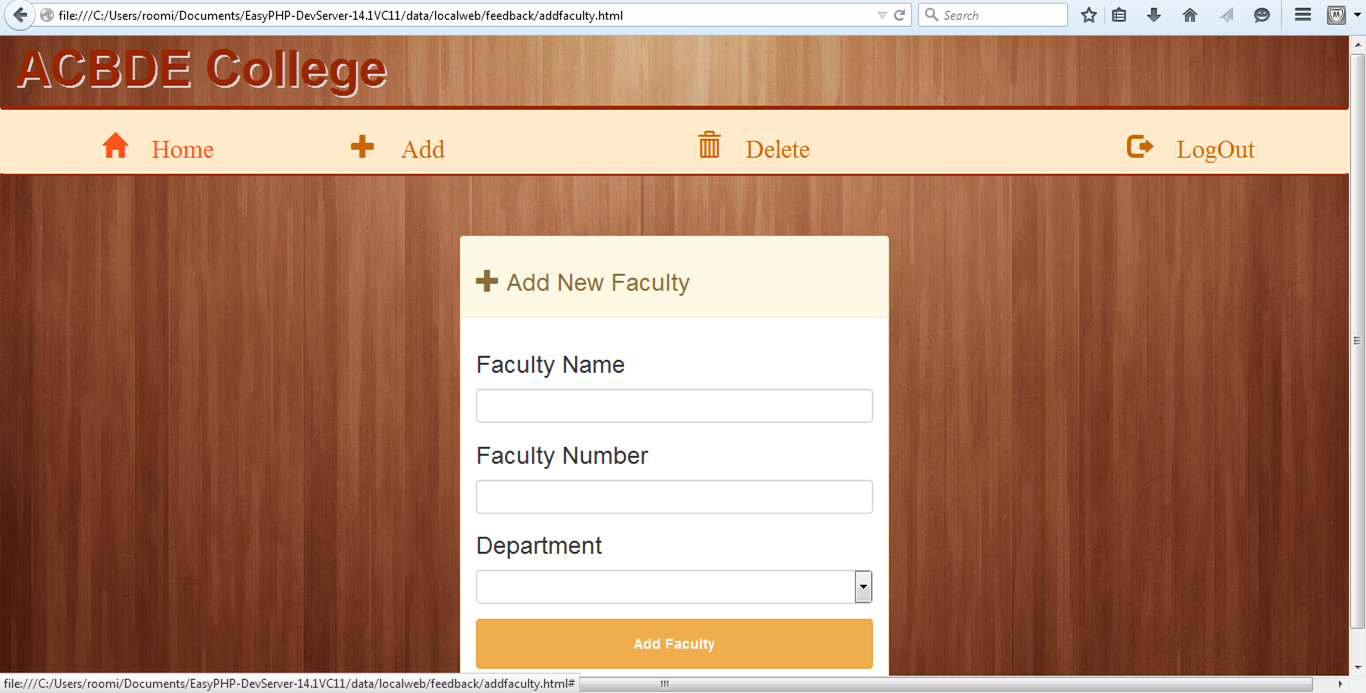 file:///C:/Users/roomi/Documents/EasyPHP-DevServer-14.1VC11/data/localweb/feedback/addfaculty.html
Search
ACBDE College
Home Add Delete LogOut
Add New Faculty
Faculty Name
Faculty Number
Department
Add Faculty
file:///C:/Users/roomi/Documents/EasyPHP-DevServer-14.1VC11/data/localweb/feedback/addfaculty.html#